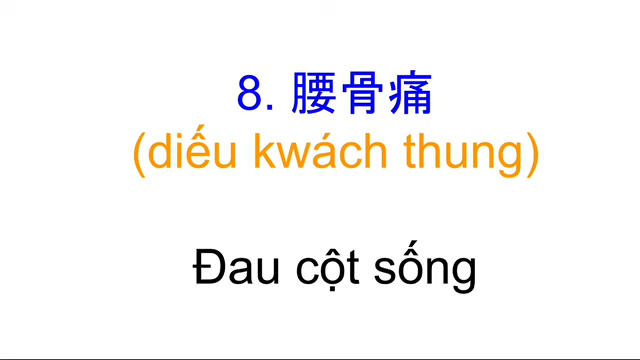 8. 腰骨痛
(diếu kwách thung)
Đau cột sống